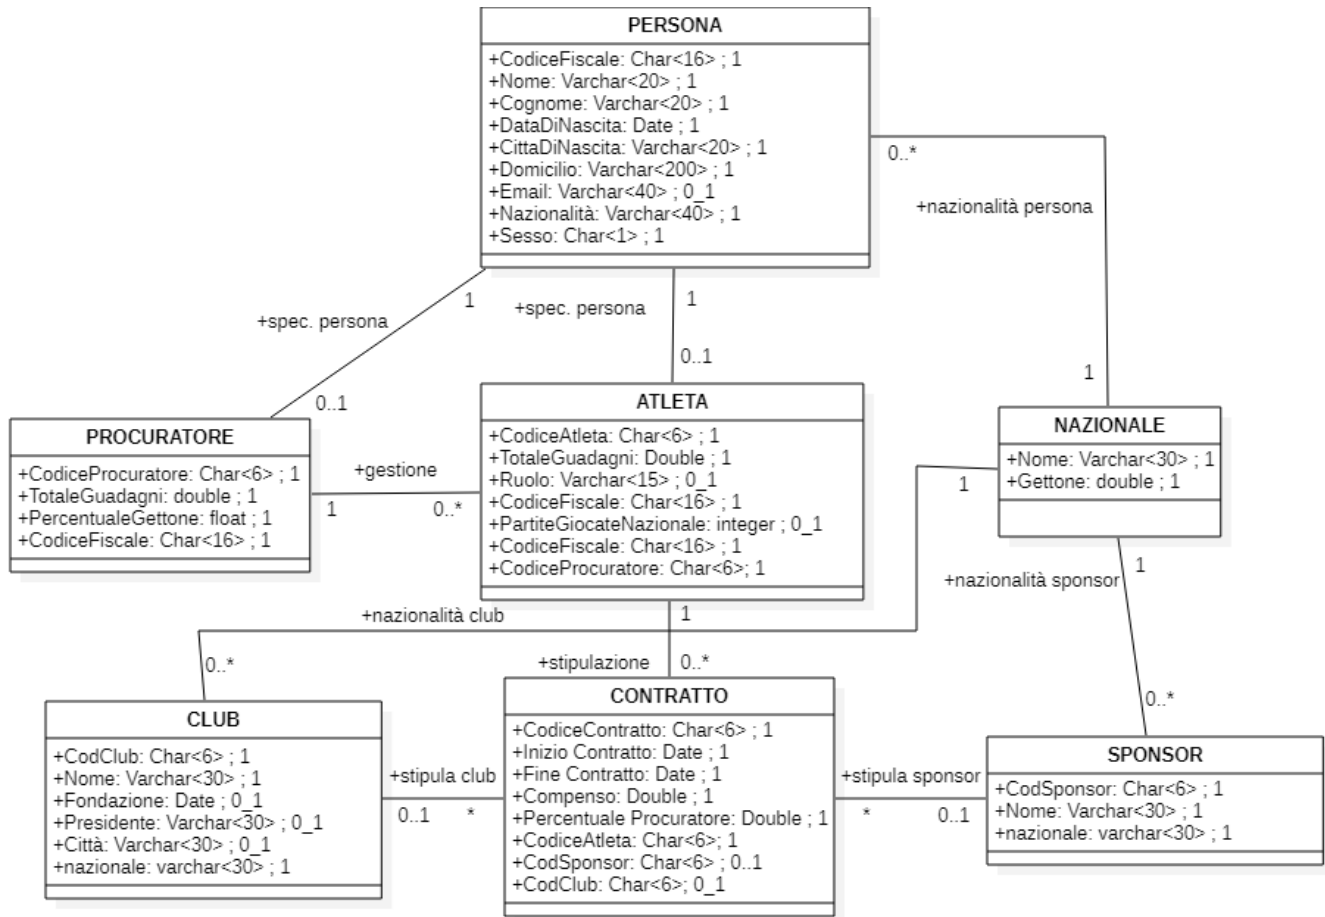 PERSONA
+CodiceFiscale: Char<16> ; 1
+Nome: Varchar<20> ; 1
+Cognome: Varchar<20> ; 1
+DataDiNascita: Date ; 1
+CittaDiNascita: Varchar<20> ; 1
+Domicilio: Varchar<200> ; 1
+Email: Varchar<40> ; 0_1
+Nazionalità: Varchar<40> ; 1
+Sesso: Char<1> ; 1
0..*
+nazionalità persona
1
+spec. persona
1
0..1
+spec. persona
1
0..1
PROCURATORE
+CodiceProcuratore: Char<6> ; 1
+TotaleGuadagni: double ; 1
+PercentualeGettone: float ; 1
+CodiceFiscale: Char<16> ; 1
+gestione
1
0..*
ATLETA
+CodiceAtleta: Char<6> ; 1
+TotaleGuadagni: Double ; 1
+Ruolo: Varchar<15> ; 0_1
+CodiceFiscale: Char<16> ; 1
+PartiteGiocateNazionale: integer ; 0_1
+CodiceFiscale: Char<16> ; 1
+CodiceProcuratore: Char<6>; 1
NAZIONALE
+Nome: Varchar<30> ; 1
+Gettone: double ; 1
1
+nazionalità sponsor
1
0..*
+nazionalità club
0..*
1
+stipulazione
0..*
CLUB
+CodClub: Char<6> ; 1
+Nome: Varchar<30> ; 1
+Fondazione: Date ; 0_1
+Presidente: Varchar<30> ; 0_1
+Città: Varchar<30> ; 0_1
+nazionale: varchar<30> ; 1
+stipula club
0..1
*
CONTRATTO
+CodiceContratto: Char<6> ; 1
+Inizio Contratto: Date ; 1
+Fine Contratto: Date ; 1
+Compenso: Double ; 1
+Percentuale Procuratore: Double ; 1
+CodiceAtleta: Char<6>; 1
+CodSponsor: Char<6> ; 0..1
+CodClub: Char<6>; 0_1
+stipula sponsor
*
0..1
SPONSOR
+CodSponsor: Char<6> ; 1
+Nome: Varchar<30> ; 1
+nazionale: varchar<30> ; 1